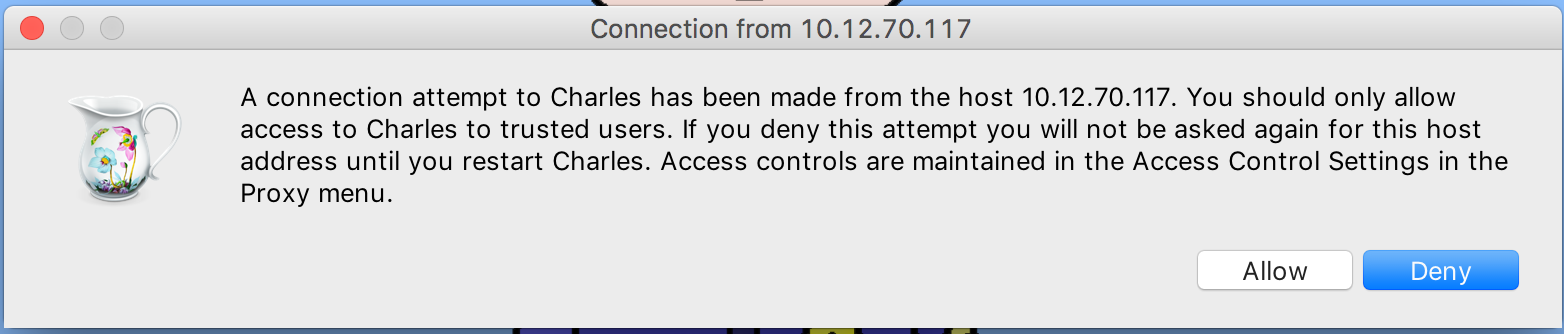 Connection from 10.12.70.117
A connection attempt to Charles has been made from the host 10.12.70.117. You should only allow
access to Charles to trusted users. If you deny this attempt you will not be asked again for this host
address until you restart Charles. Access controls are maintained in the Access Control Settings in the
Proxy menu.
Allow
Deny